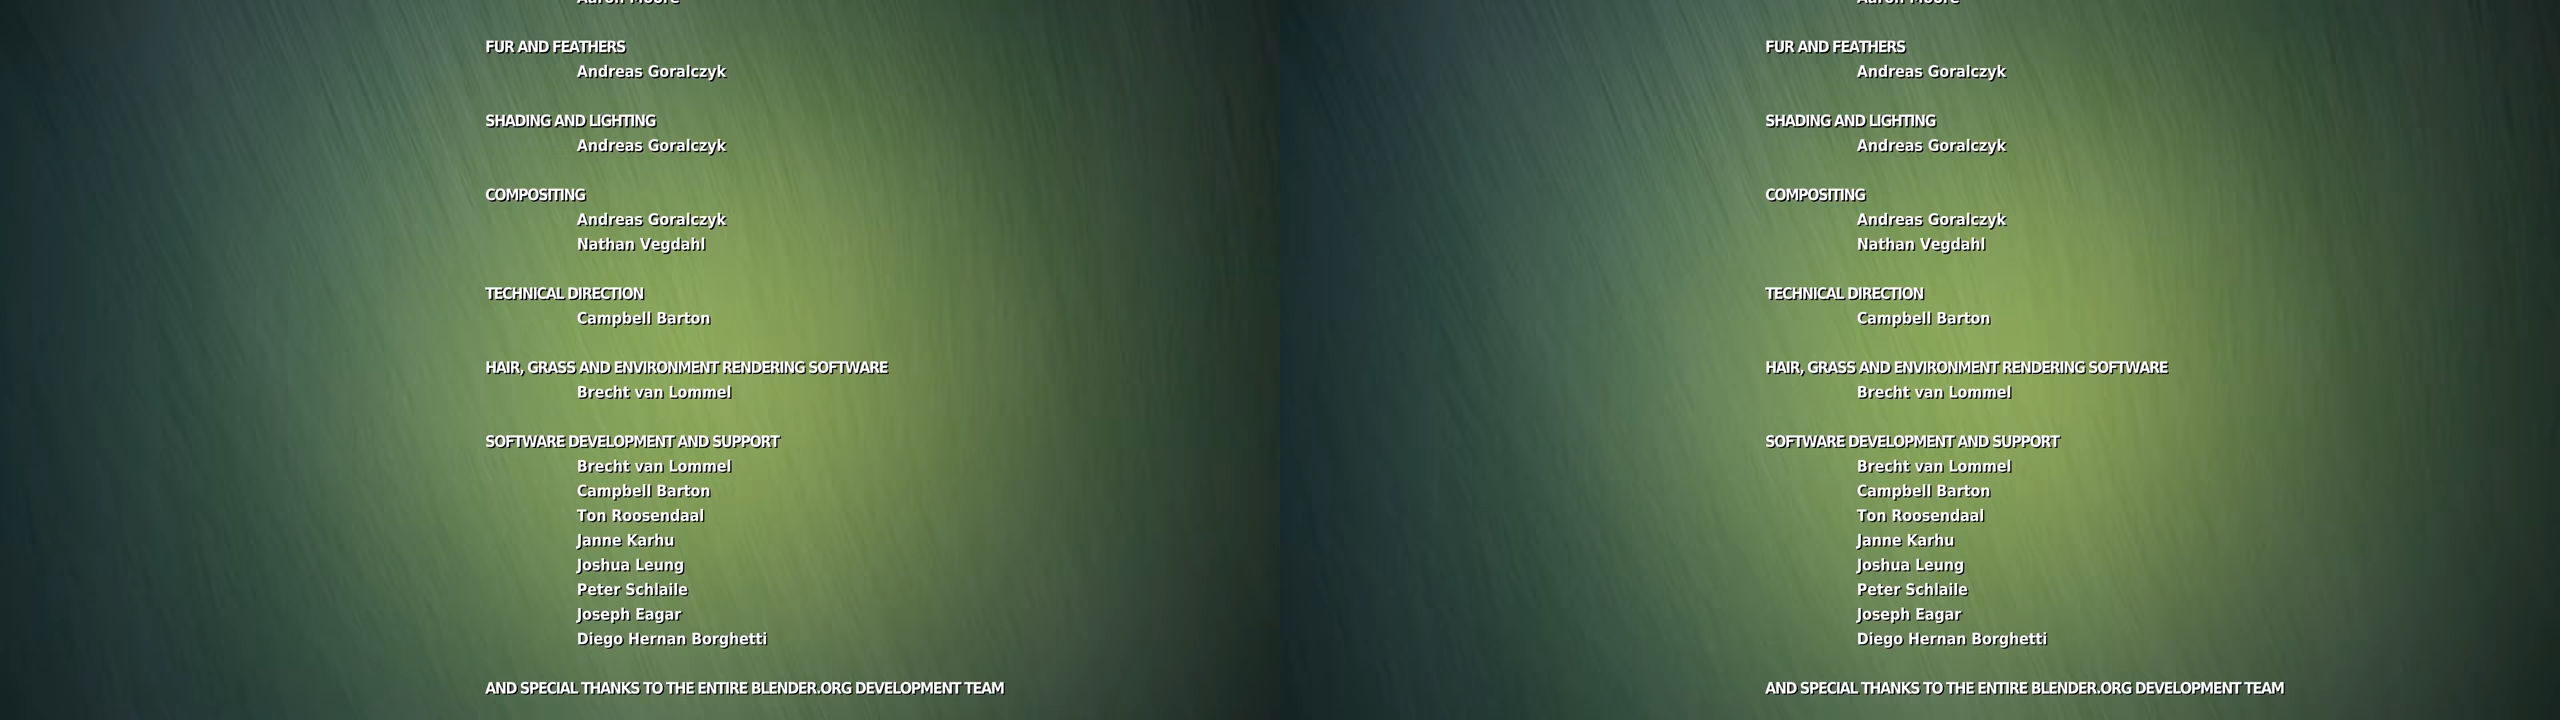 FUR AND FEATHERS
Andreas Goralczyk
SHADING AND LIGHTING
Andreas Goralczyk
COMPOSITING
Andreas Goralczyk
Nathan Vegdahl
TECHNICAL DIRECTION
Campbell Barton
HAIR, GRASS AND ENVIRONMENT RENDERING SOFTWARE
Brecht van Lommel
SOFTWARE DEVELOPMENT AND SUPPORT
Brecht van Lommel
Campbell Barton
Ton Roosendaal
Janne Karhu
Joshua Leung
Peter Schlaile
Joseph Eagar
Diego Hernan Borghetti
AND SPECIAL THANKS TO THE ENTIRE BLENDER.ORG DEVELOPMENT TEAM
FUR AND FEATHERS
Andreas Goralczyk
SHADING AND LIGHTING
Andreas Goralczyk
COMPOSITING
Andreas Goralczyk
Nathan Vegdahl
TECHNICAL DIRECTION
Campbell Barton
HAIR, GRASS AND ENVIRONMENT RENDERING SOFTWARE
Brecht van Lommel
SOFTWARE DEVELOPMENT AND SUPPORT
Brecht van Lommel
Campbell Barton
Ton Roosendaal
Janne Karhu
Joshua Leung
Peter Schlaile
Joseph Eagar
Diego Hernan Borghetti
AND SPECIAL THANKS TO THE ENTIRE BLENDER.ORG DEVELOPMENT TEAM